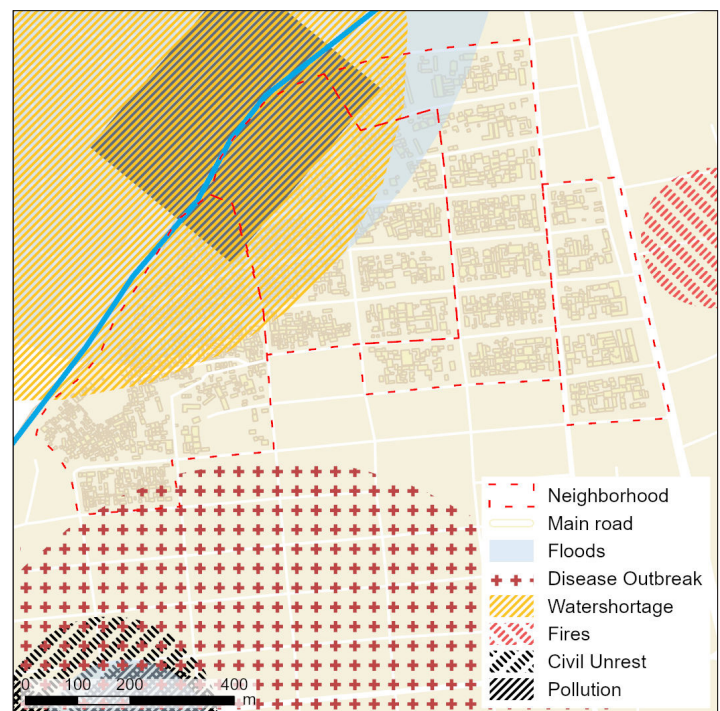 Neighborhood
Main road
Floods
Disease Outbreak
Watershortage
Fires
Civil Unrest
Pollution
0 100 200 400
m